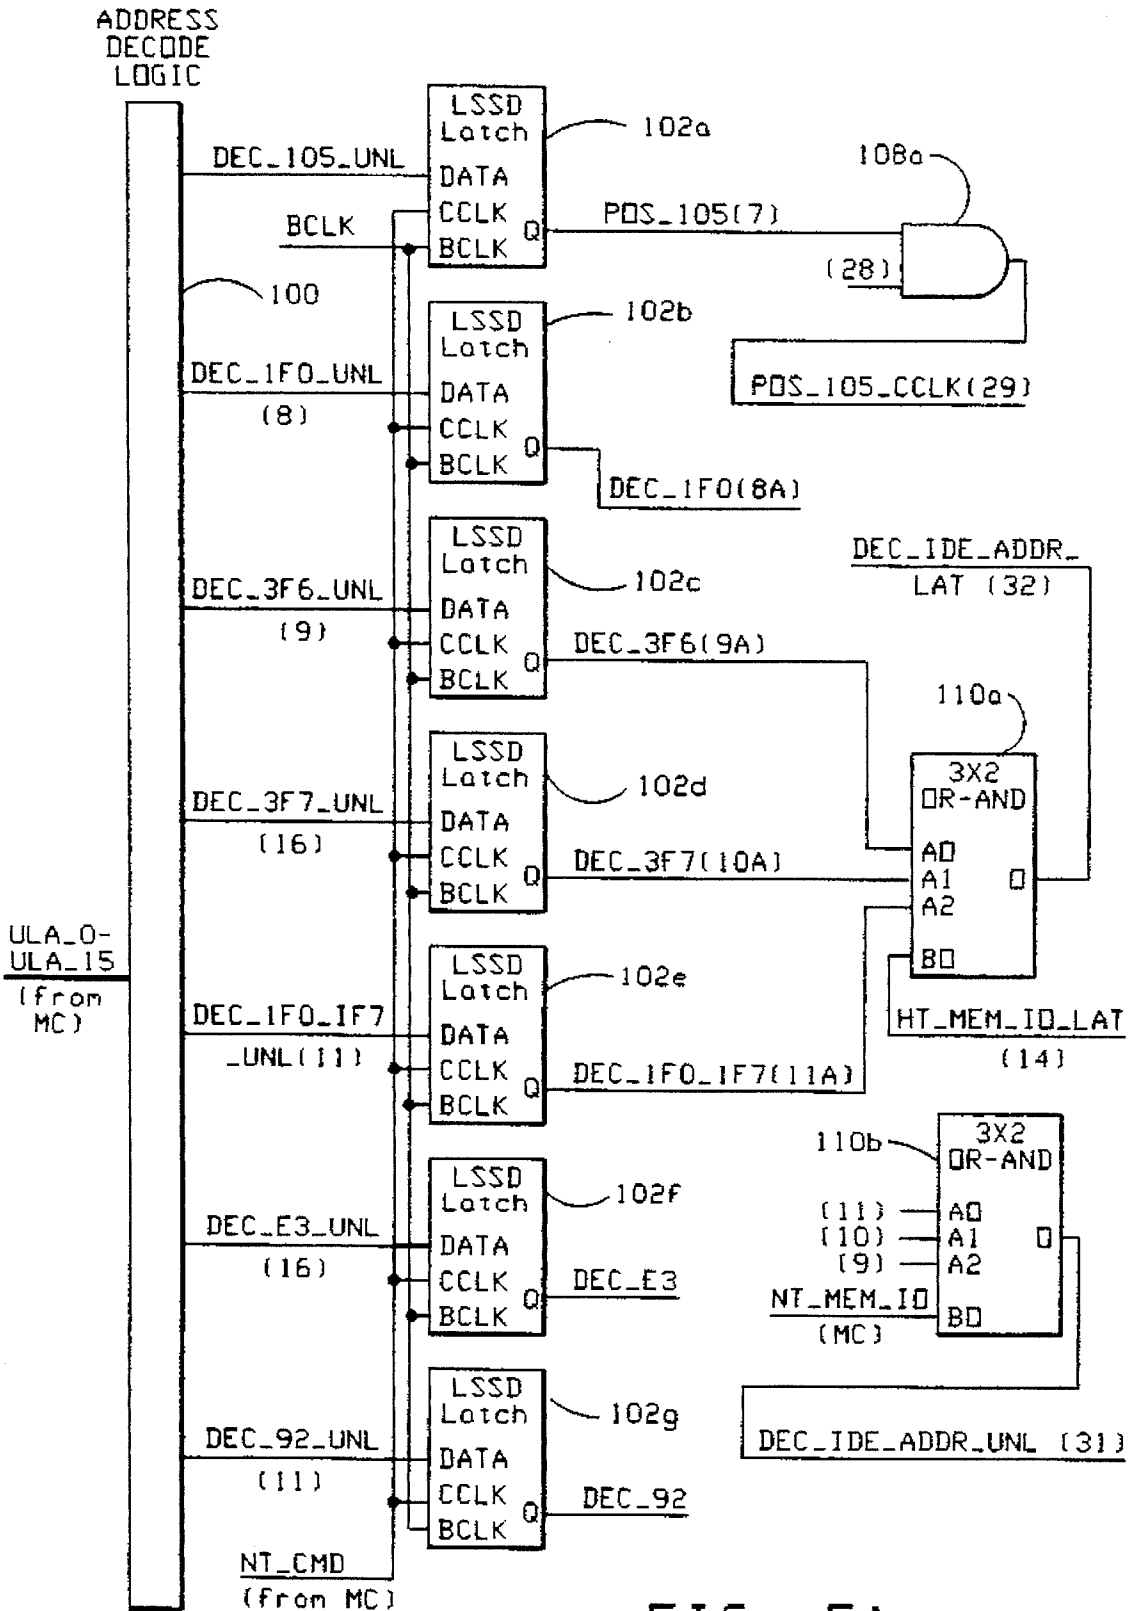 ADDRESS
DECODE
LOGIC
LSSD
Latch
102a
DEC_105_UNL
DATA
CCLK
BCLK
BCLK
Q
POS_105(7)
108a
(28)
100
POS_105_CCLK(29)
LSSD
Latch
102b
DEC_1F0_UNL
(8)
DATA
CCLK
BCLK
Q
DEC_1F0(8A)
LSSD
Latch
102c
DEC_3F6_UNL
(9)
DATA
CCLK
BCLK
Q
DEC_3F6(9A)
DEC_IDE_ADDR_
LAT (32)
110a
LSSD
Latch
102d
DEC_3F7_UNL
(16)
DATA
CCLK
BCLK
Q
DEC_3F7(10A)
3X2
OR-AND
A0
A1
A2
B0
O
ULA_0-
ULA_15
(from
MC)
LSSD
Latch
102e
DEC_1F0_IF7
_UNL(11)
DATA
CCLK
BCLK
Q
DEC_1F0_1F7(11A)
HT_MEM_IO_LAT
(14)
110b
3X2
OR-AND
(11)
A0
(10)
A1
(9)
A2
O
NT_MEM_IO
(MC)
B0
DEC_IDE_ADDR_UNL (31)
LSSD
Latch
102f
DEC_E3_UNL
(16)
DATA
CCLK
BCLK
Q
DEC_E3
LSSD
Latch
102g
DEC_92_UNL
(11)
DATA
CCLK
BCLK
Q
DEC_92
NT_CMD
(from MC)